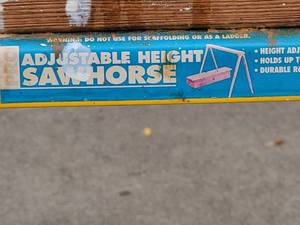 WARNING: DO NOT USE FOR SCAFFOLDING OR AS A LADDER.
ADJUSTABLE HEIGHT
SAWHORSE
• HEIGHT ADJ
• HOLDS UP T
• DURABLE R